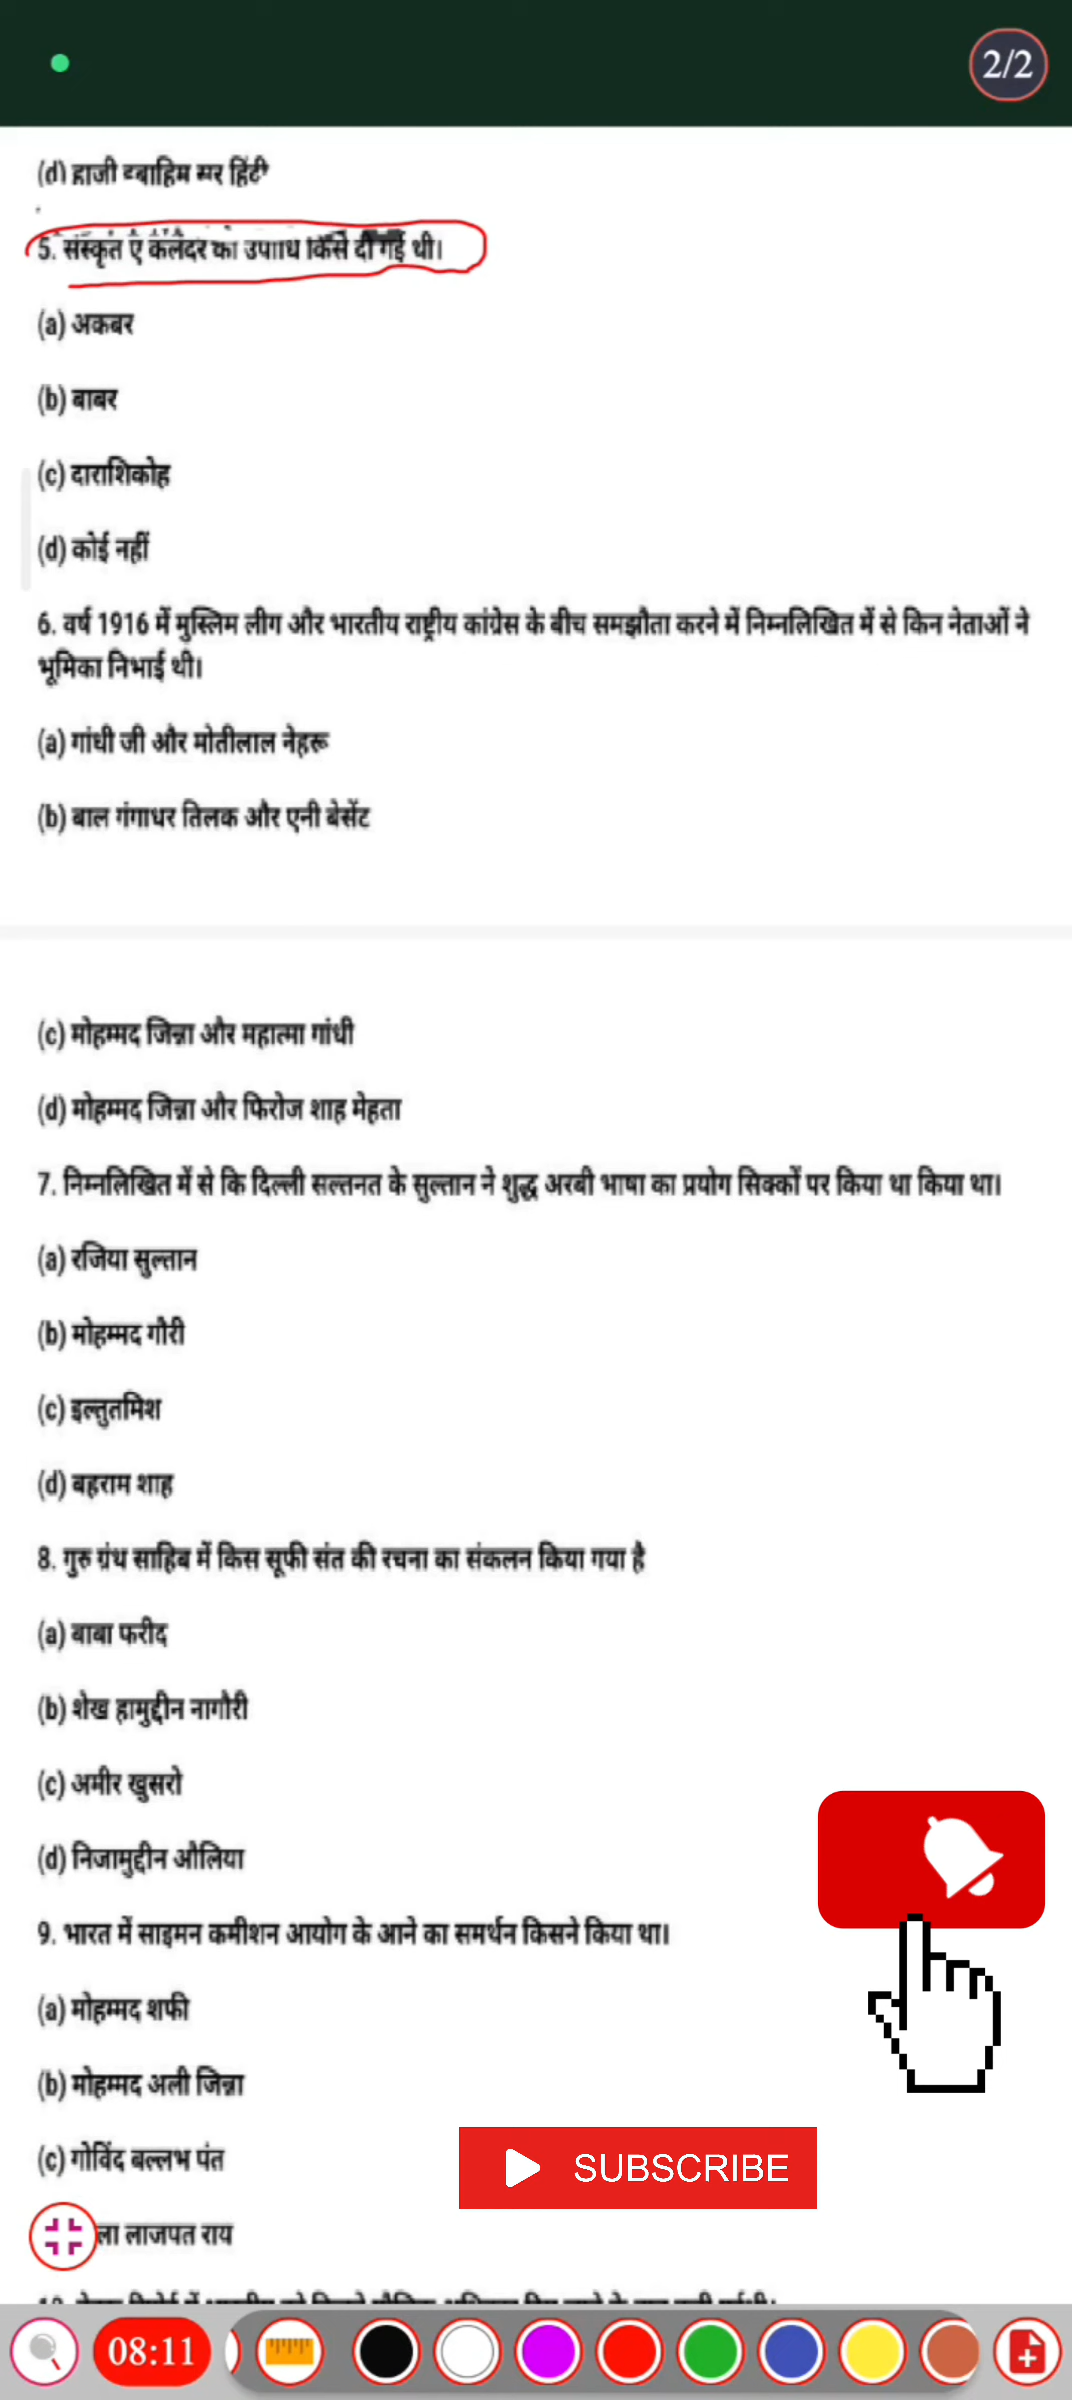 2/2
(d) हाजी इब्राहिम सर हिंदी
5. संस्कृत ए कलंदर की उपाधि किसे दी गई थी।
(a) अकबर
(b) बाबर
(c) दाराशिकोह
(d) कोई नहीं
6. वर्ष 1916 में मुस्लिम लीग और भारतीय राष्ट्रीय कांग्रेस के बीच समझौता करने में निम्नलिखित में से किन नेताओं ने
भूमिका निभाई थी।
(a) गांधी जी और मोतीलाल नेहरू
(b) बाल गंगाधर तिलक और एनी बेसेंट
(c) मोहम्मद जिन्ना और महात्मा गांधी
(d) मोहम्मद जिन्ना और फिरोज शाह मेहता
7. निम्नलिखित में से कि दिल्ली सल्तनत के सुल्तान ने शुद्ध अरबी भाषा का प्रयोग सिक्कों पर किया था किया था।
(a) रजिया सुल्तान
(b) मोहम्मद गौरी
(c) इल्तुतमिश
(d) बहराम शाह
8. गुरु ग्रंथ साहिब में किस सूफी संत की रचना का संकलन किया गया है
(a) बाबा फरीद
(b) शेख हामुद्दीन नागौरी
(c) अमीर खुसरो
(d) निजामुद्दीन औलिया
9. भारत में साइमन कमीशन आयोग के आने का समर्थन किसने किया था।
(a) मोहम्मद शफी
(b) मोहम्मद अली जिन्ना
(c) गोविंद बल्लभ पंत
SUBSCRIBE
ला लाजपत राय
08:11